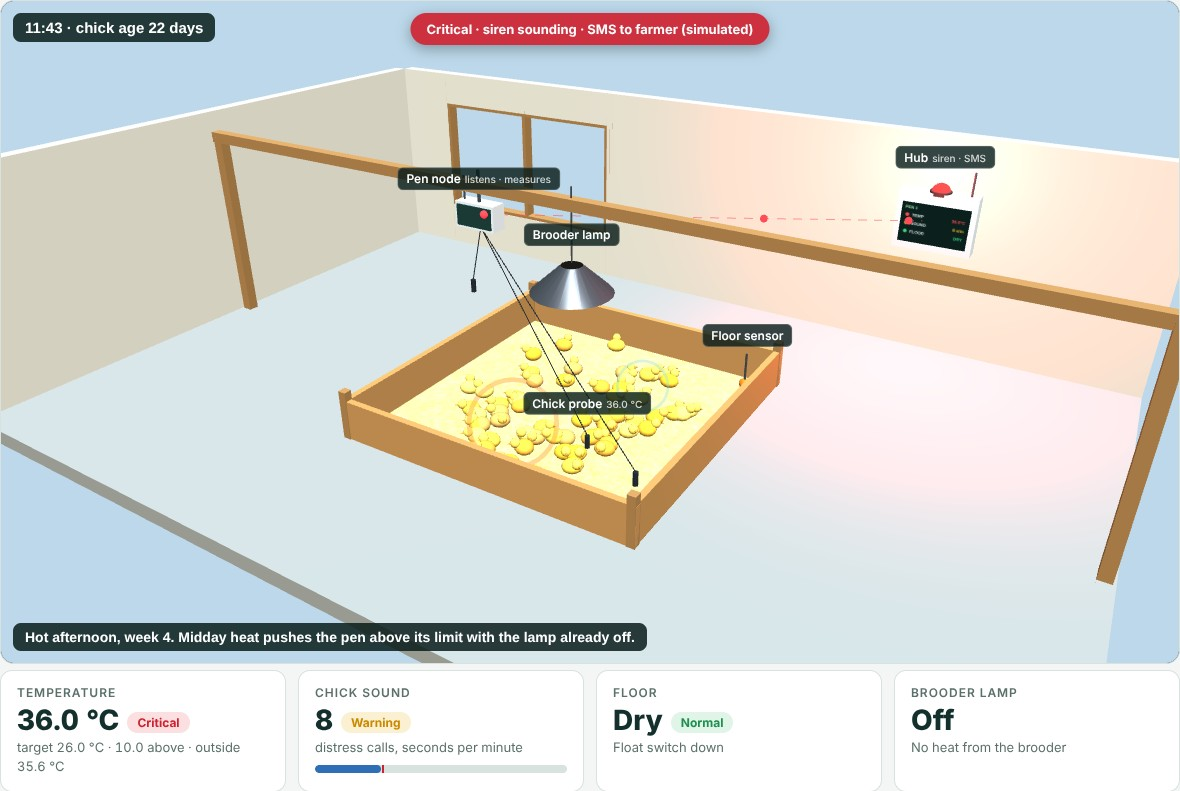 11:43 · chick age 22 days
Critical · siren sounding · SMS to farmer (simulated)
Hub siren · SMS
Pen node listens · measures
Brooder lamp
Floor sensor
Chick probe 36.0 °C
Hot afternoon, week 4. Midday heat pushes the pen above its limit with the lamp already off.
TEMPERATURE
36.0 °C Critical
target 26.0 °C · 10.0 above · outside
35.6 °C
CHICK SOUND
8 Warning
distress calls, seconds per minute
FLOOR
Dry Normal
Float switch down
BROODER LAMP
Off
No heat from the brooder